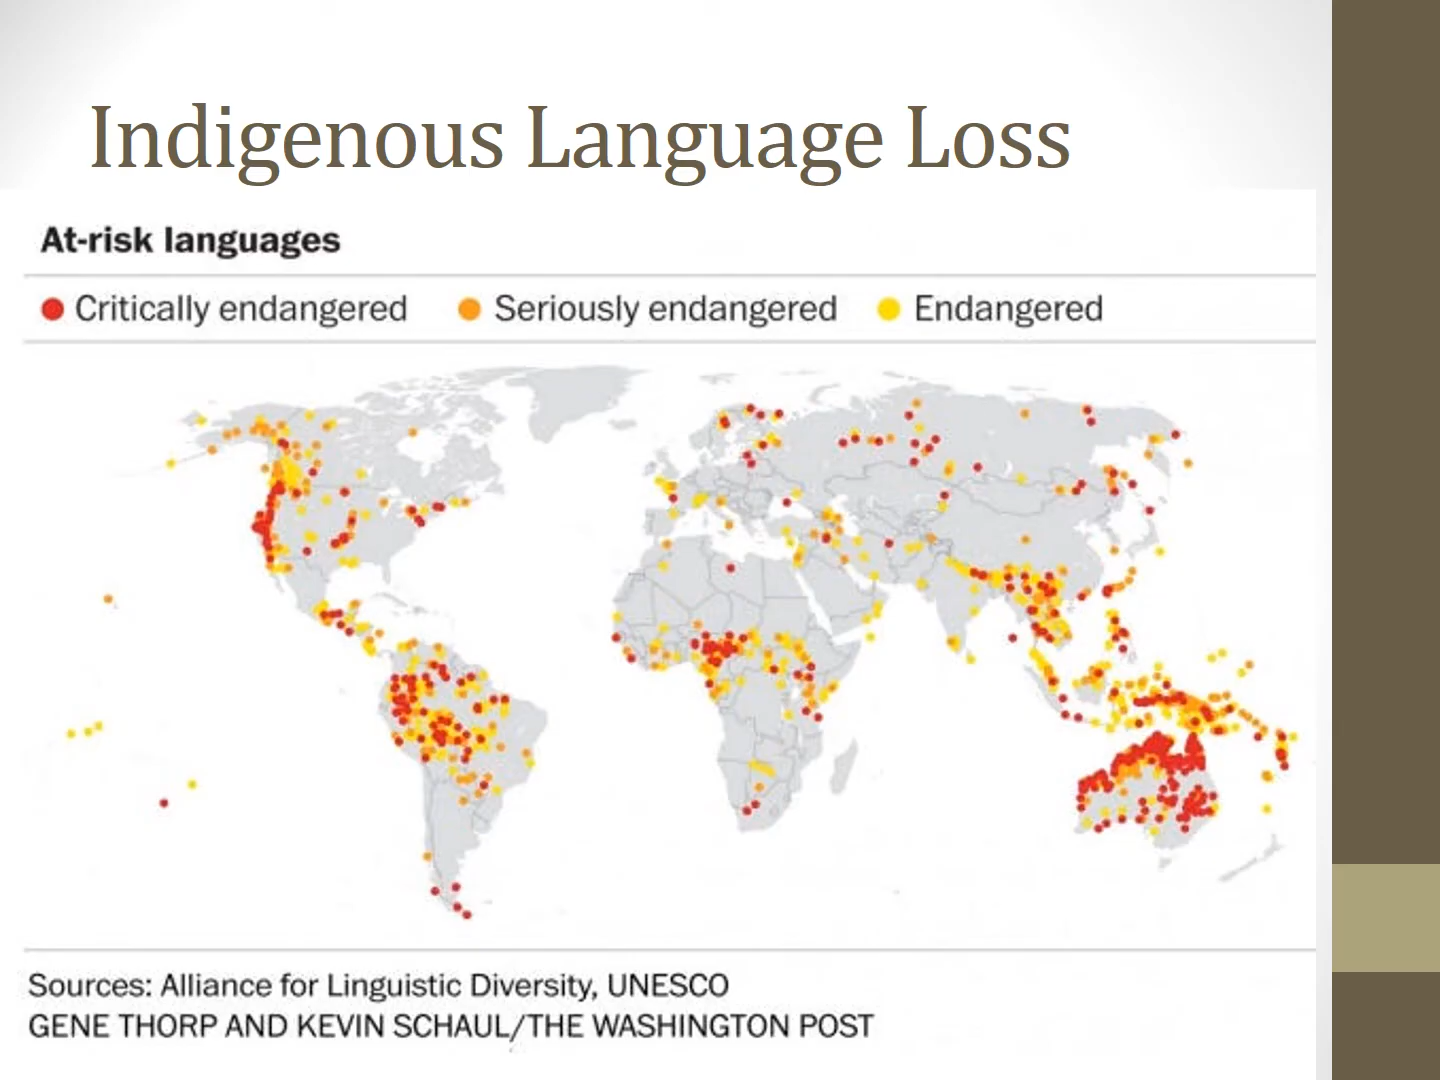 Indigenous Language Loss
At-risk languages
Critically endangered Seriously endangered Endangered
Sources: Alliance for Linguistic Diversity, UNESCO
GENE THORP AND KEVIN SCHAUL/THE WASHINGTON POST